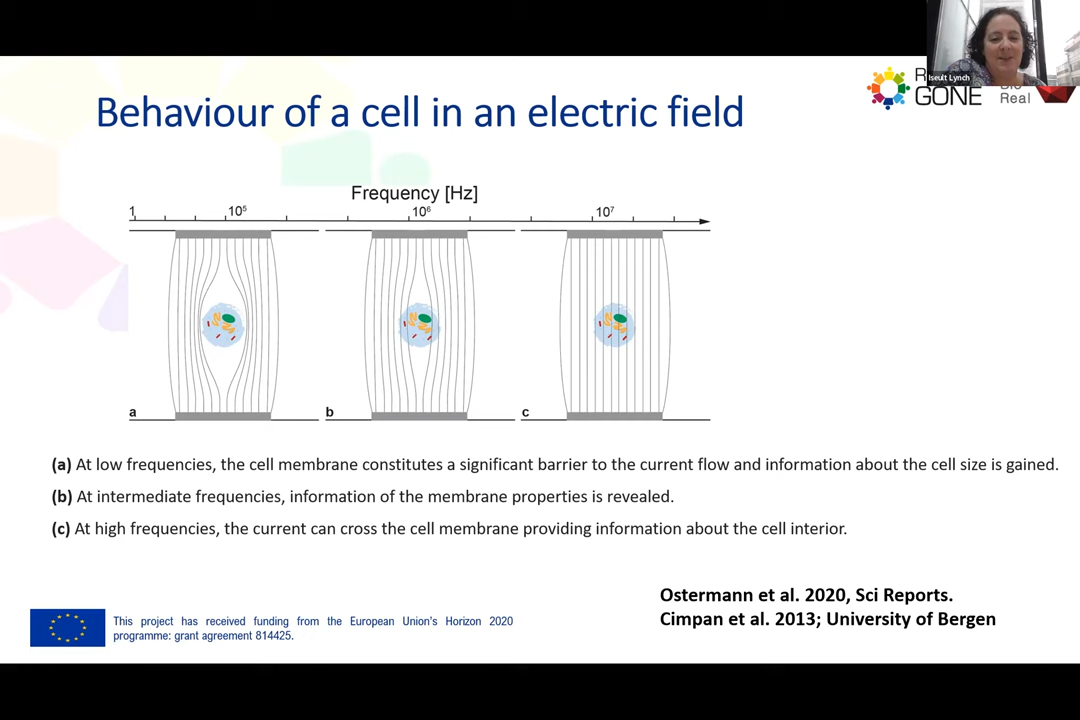 Iseult Lynch
GONE
Real
Behaviour of a cell in an electric field
Frequency [Hz]
1
10⁵
10⁶
10⁷
a
b
c
(a) At low frequencies, the cell membrane constitutes a significant barrier to the current flow and information about the cell size is gained.
(b) At intermediate frequencies, information of the membrane properties is revealed.
(c) At high frequencies, the current can cross the cell membrane providing information about the cell interior.
Ostermann et al. 2020, Sci Reports.
Cimpan et al. 2013; University of Bergen
This project has received funding from the European Union's Horizon 2020
programme: grant agreement 814425.